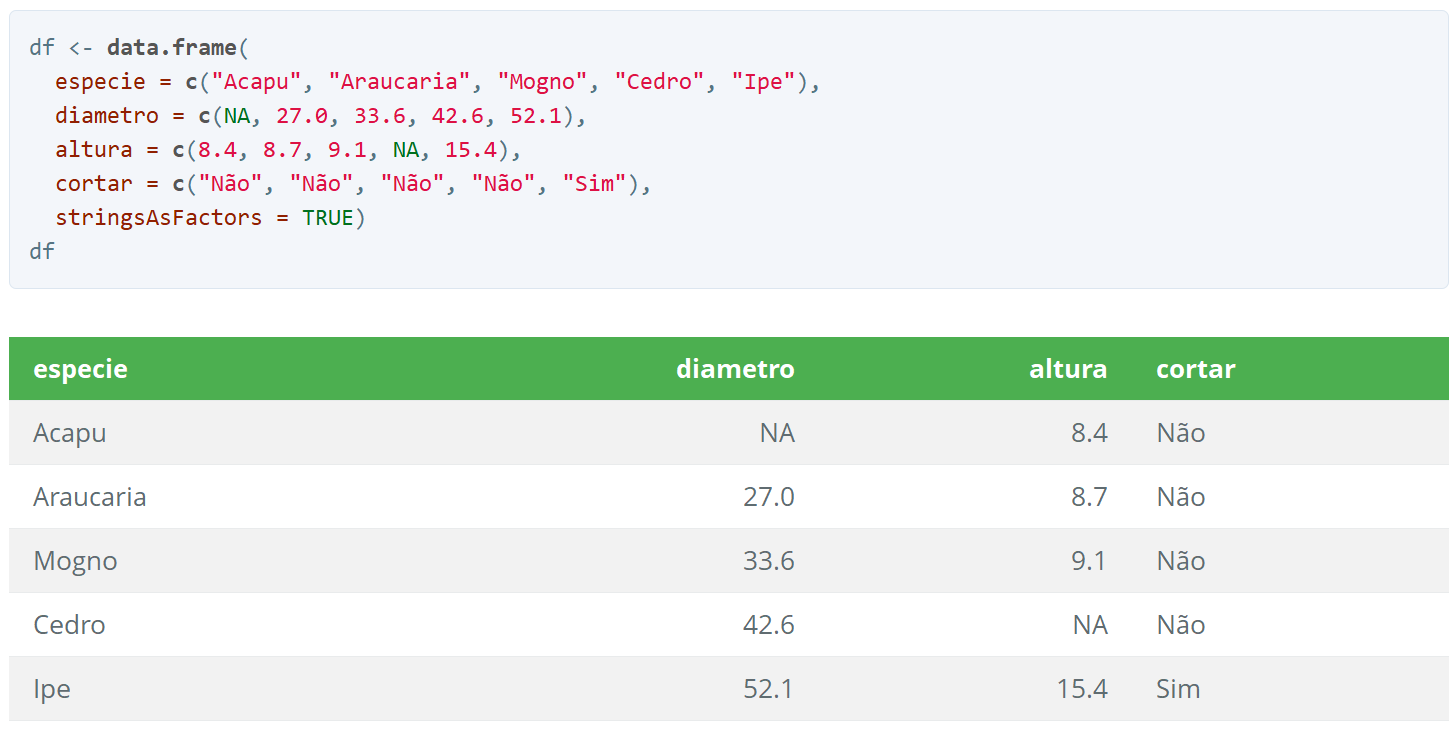 df <- data.frame(
  especie = c("Acapu", "Araucaria", "Mogno", "Cedro", "Ipe"),
  diametro = c(NA, 27.0, 33.6, 42.6, 52.1),
  altura = c(8.4, 8.7, 9.1, NA, 15.4),
  cortar = c("Não", "Não", "Não", "Não", "Sim"),
  stringsAsFactors = TRUE)
df
especie diametro altura cortar
Acapu NA 8.4 Não
Araucaria 27.0 8.7 Não
Mogno 33.6 9.1 Não
Cedro 42.6 NA Não
Ipe 52.1 15.4 Sim